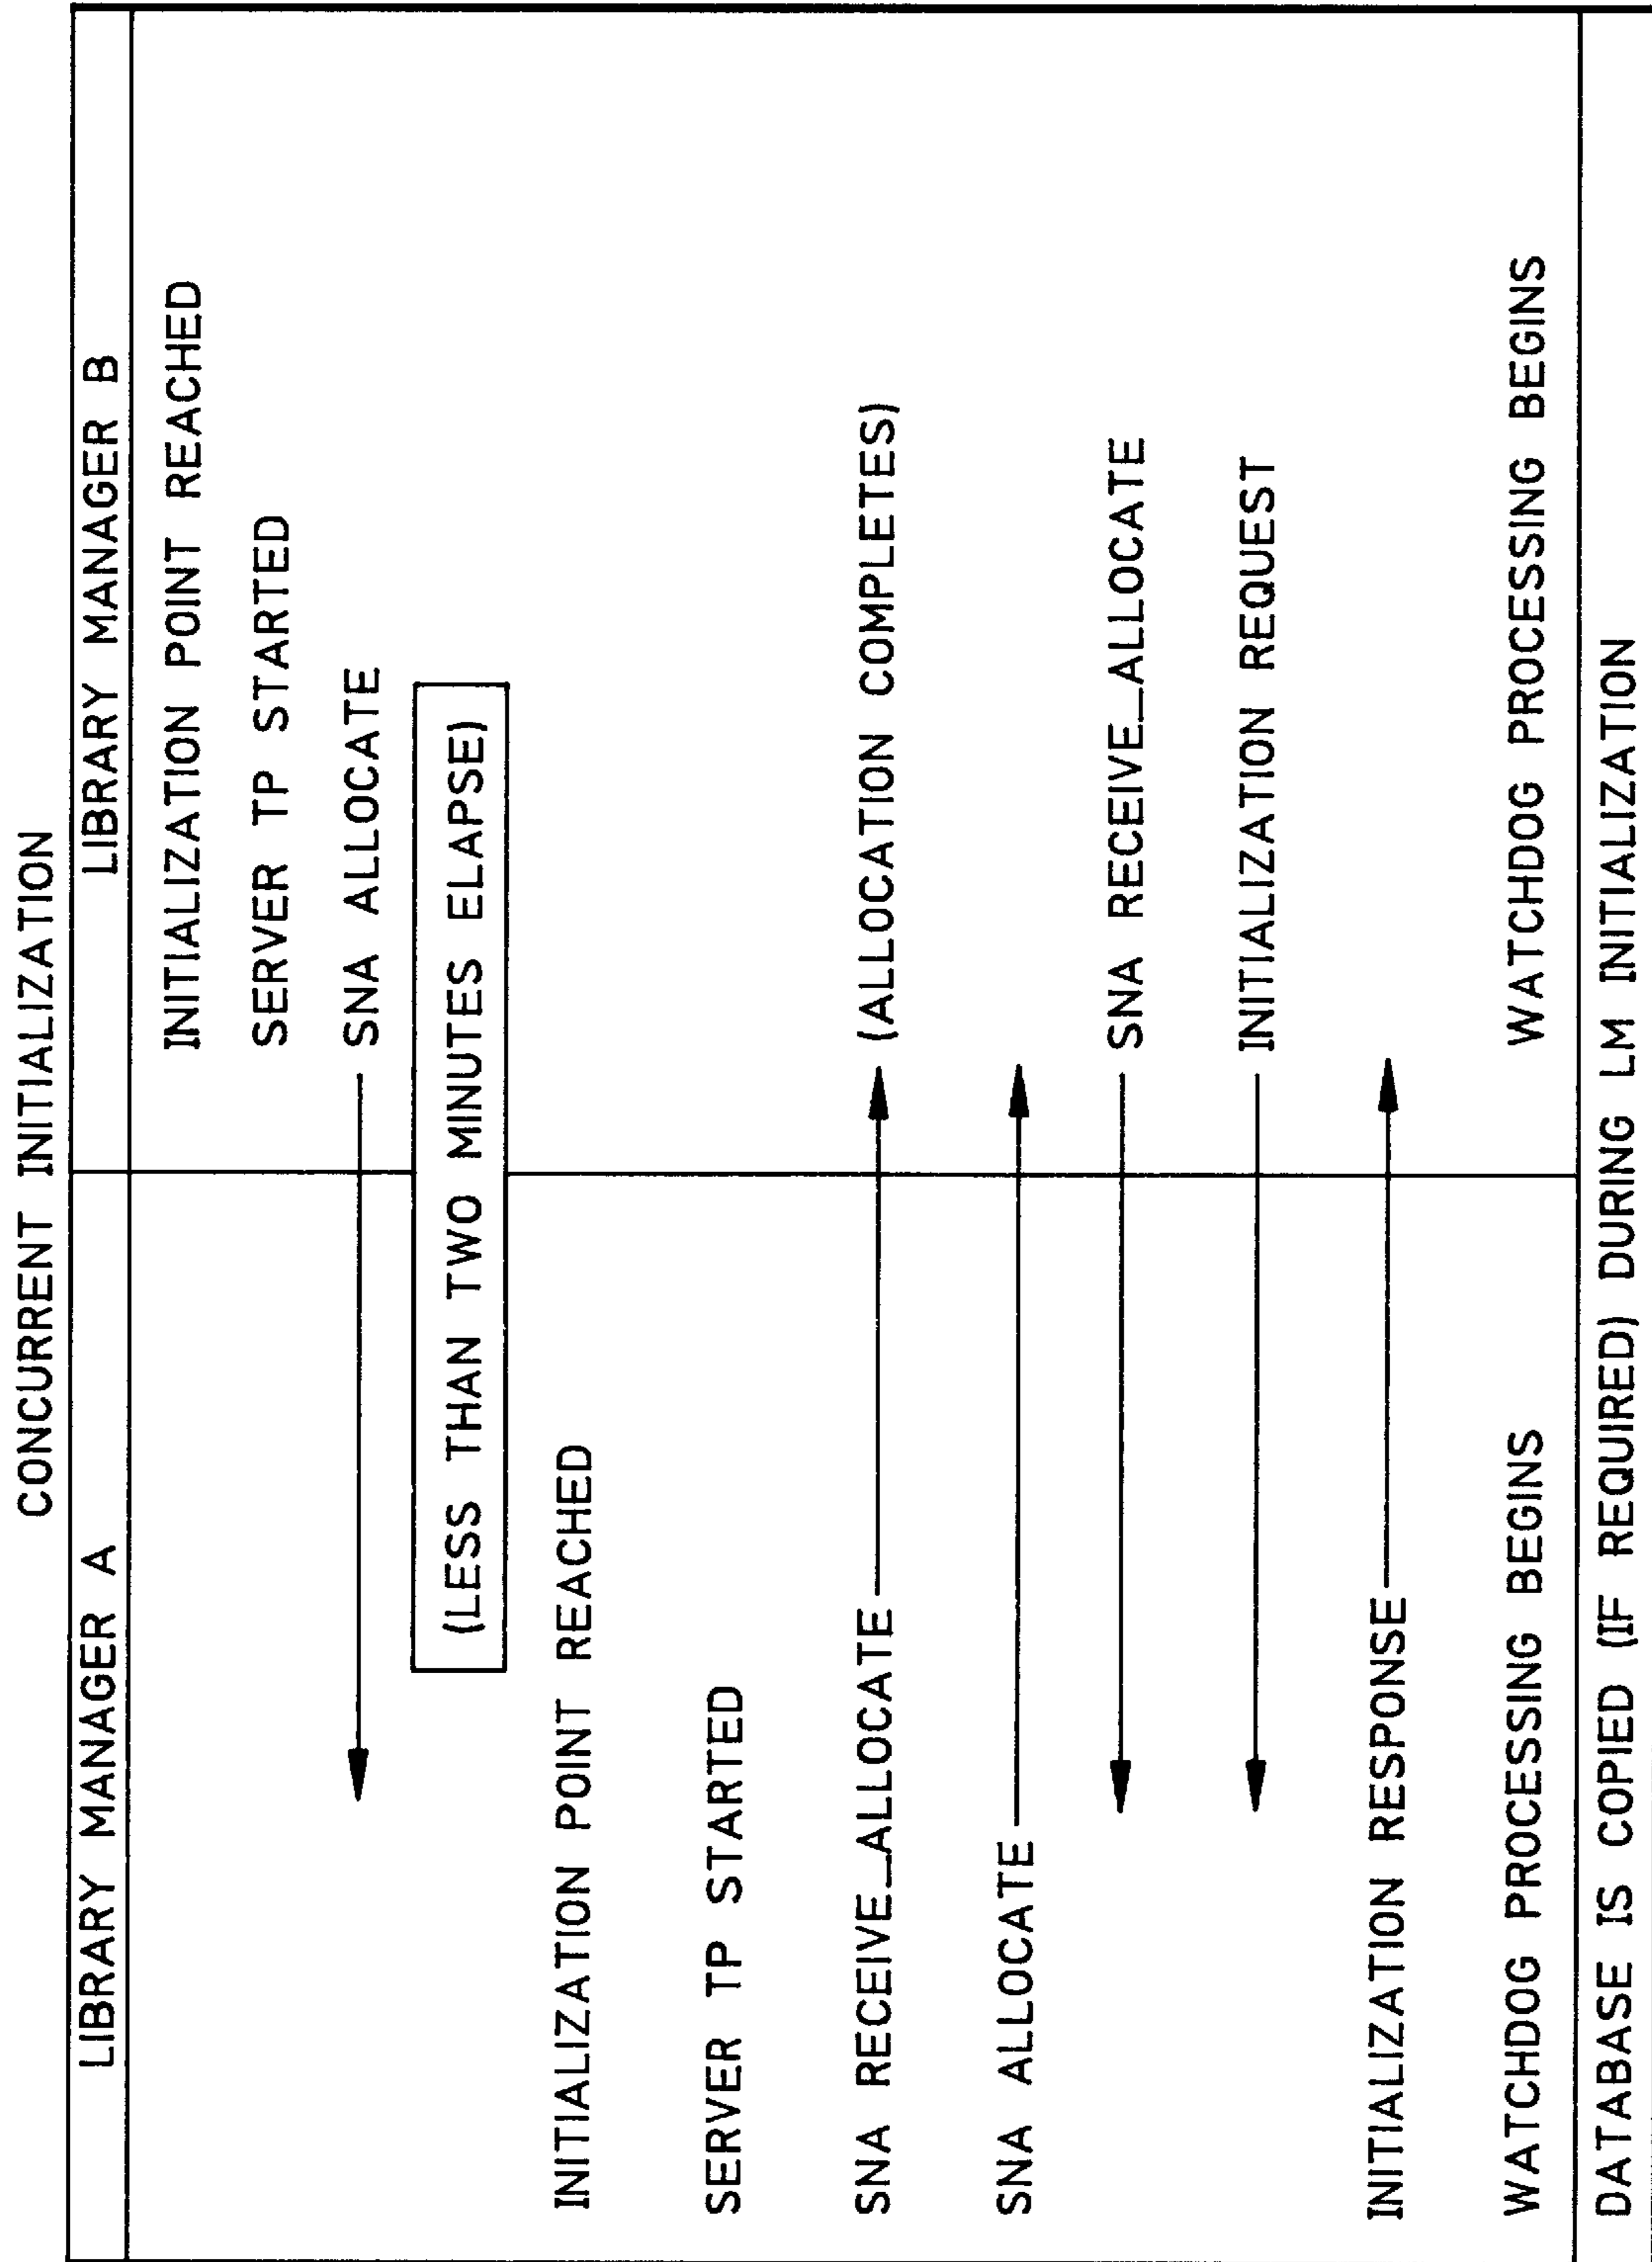 CONCURRENT INITIALIZATION
LIBRARY MANAGER A
LIBRARY MANAGER B
INITIALIZATION POINT REACHED
SERVER TP STARTED
SNA ALLOCATE
(LESS THAN TWO MINUTES ELAPSE)
INITIALIZATION POINT REACHED
SERVER TP STARTED
SNA RECEIVE_ALLOCATE
(ALLOCATION COMPLETES)
SNA ALLOCATE
SNA RECEIVE_ALLOCATE
INITIALIZATION REQUEST
INITIALIZATION RESPONSE
WATCHDOG PROCESSING BEGINS
WATCHDOG PROCESSING BEGINS
DATABASE IS COPIED (IF REQUIRED) DURING LM INITIALIZATION